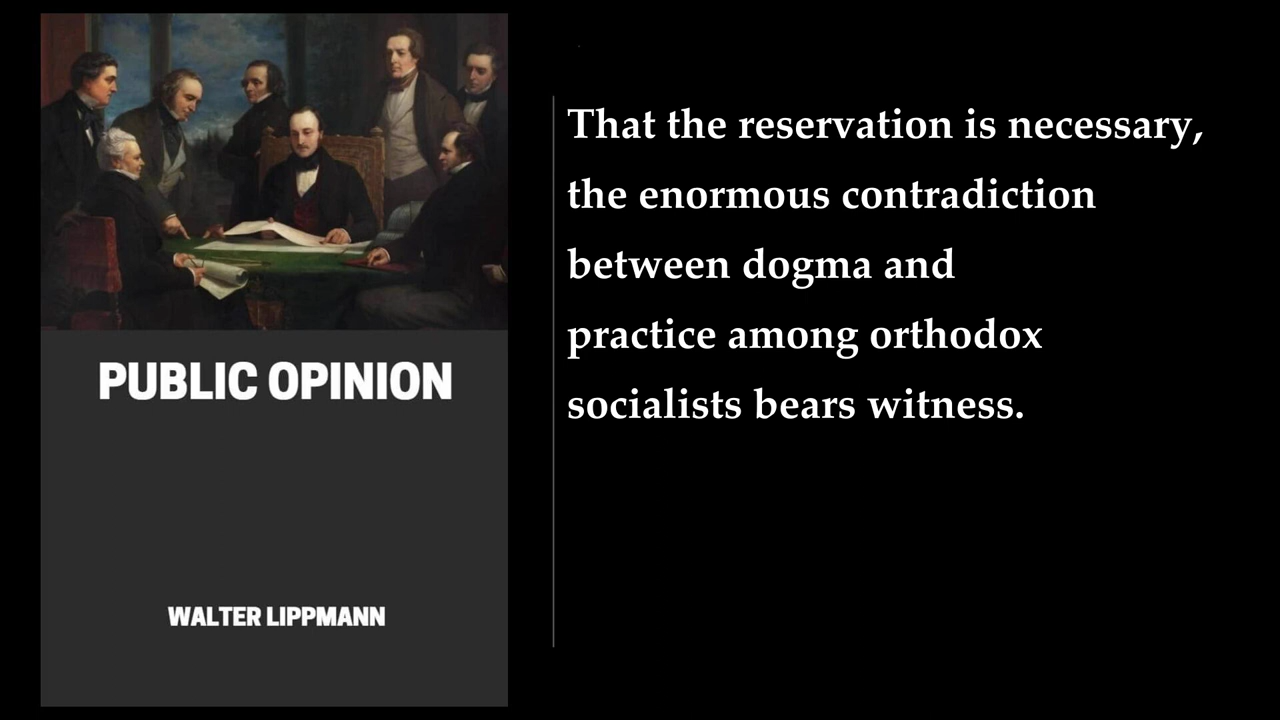 PUBLIC OPINION
WALTER LIPPMANN
That the reservation is necessary,
the enormous contradiction
between dogma and
practice among orthodox
socialists bears witness.